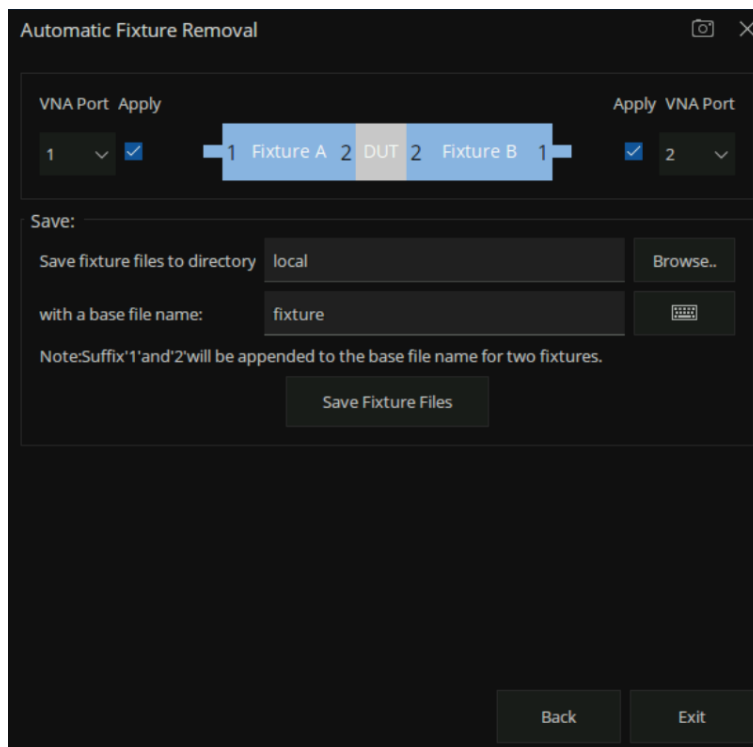 Automatic Fixture Removal
VNA Port Apply Apply VNA Port
1 1 Fixture A 2 DUT 2 Fixture B 1 2
Save:
Save fixture files to directory local Browse..
with a base file name: fixture
Note:Suffix'1'and'2'will be appended to the base file name for two fixtures.
Save Fixture Files
Back Exit